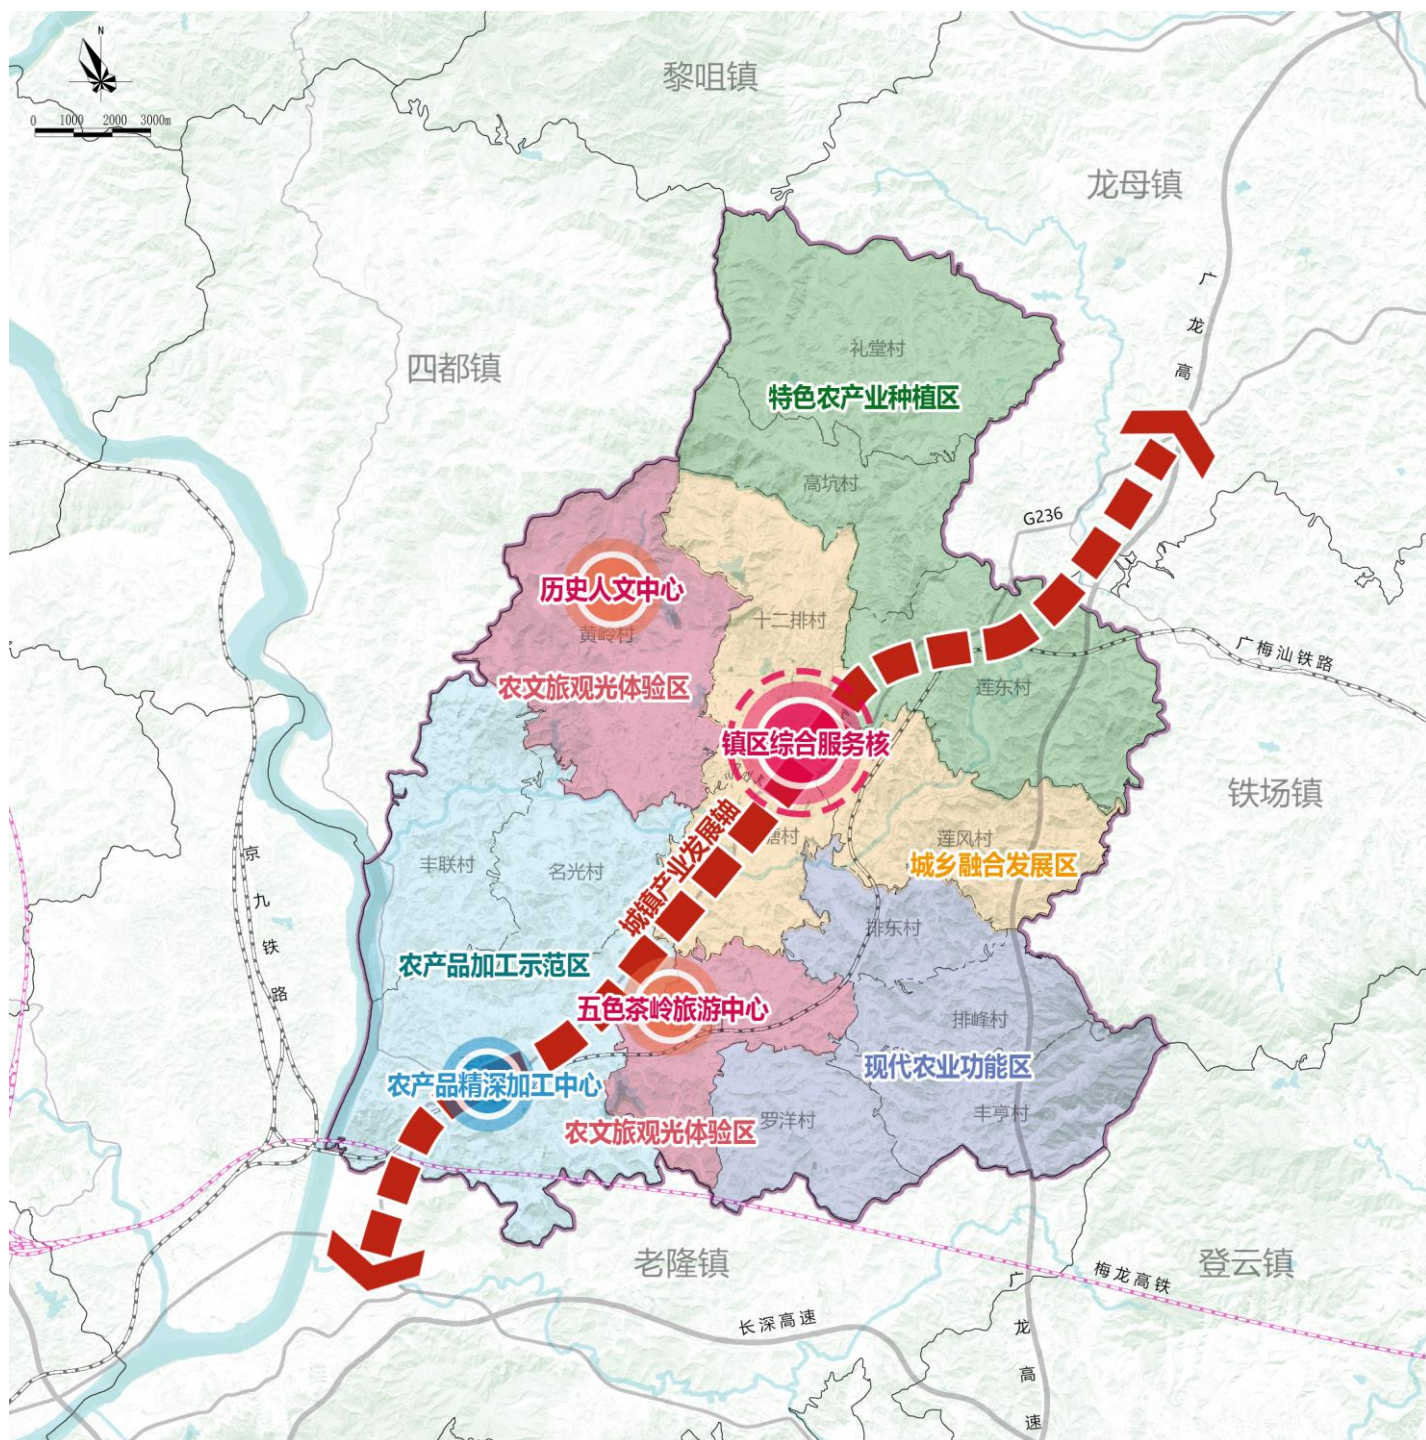 N
0 1000 2000 3000m
黎咀镇
龙母镇
广龙高
四都镇
礼堂村
特色农产业种植区
高坑村
G236
历史人文中心
黄岭村
十二排村
广梅汕铁路
农文旅观光体验区
莲东村
镇区综合服务核
铁场镇
城镇产业发展轴
塘村
莲风村
城乡融合发展区
京九铁路
丰联村
名光村
排东村
农产品加工示范区
五色茶岭旅游中心
排峰村
现代农业功能区
农产品精深加工中心
丰亨村
罗洋村
农文旅观光体验区
老隆镇
登云镇
梅龙高铁
长深高速
广龙高速